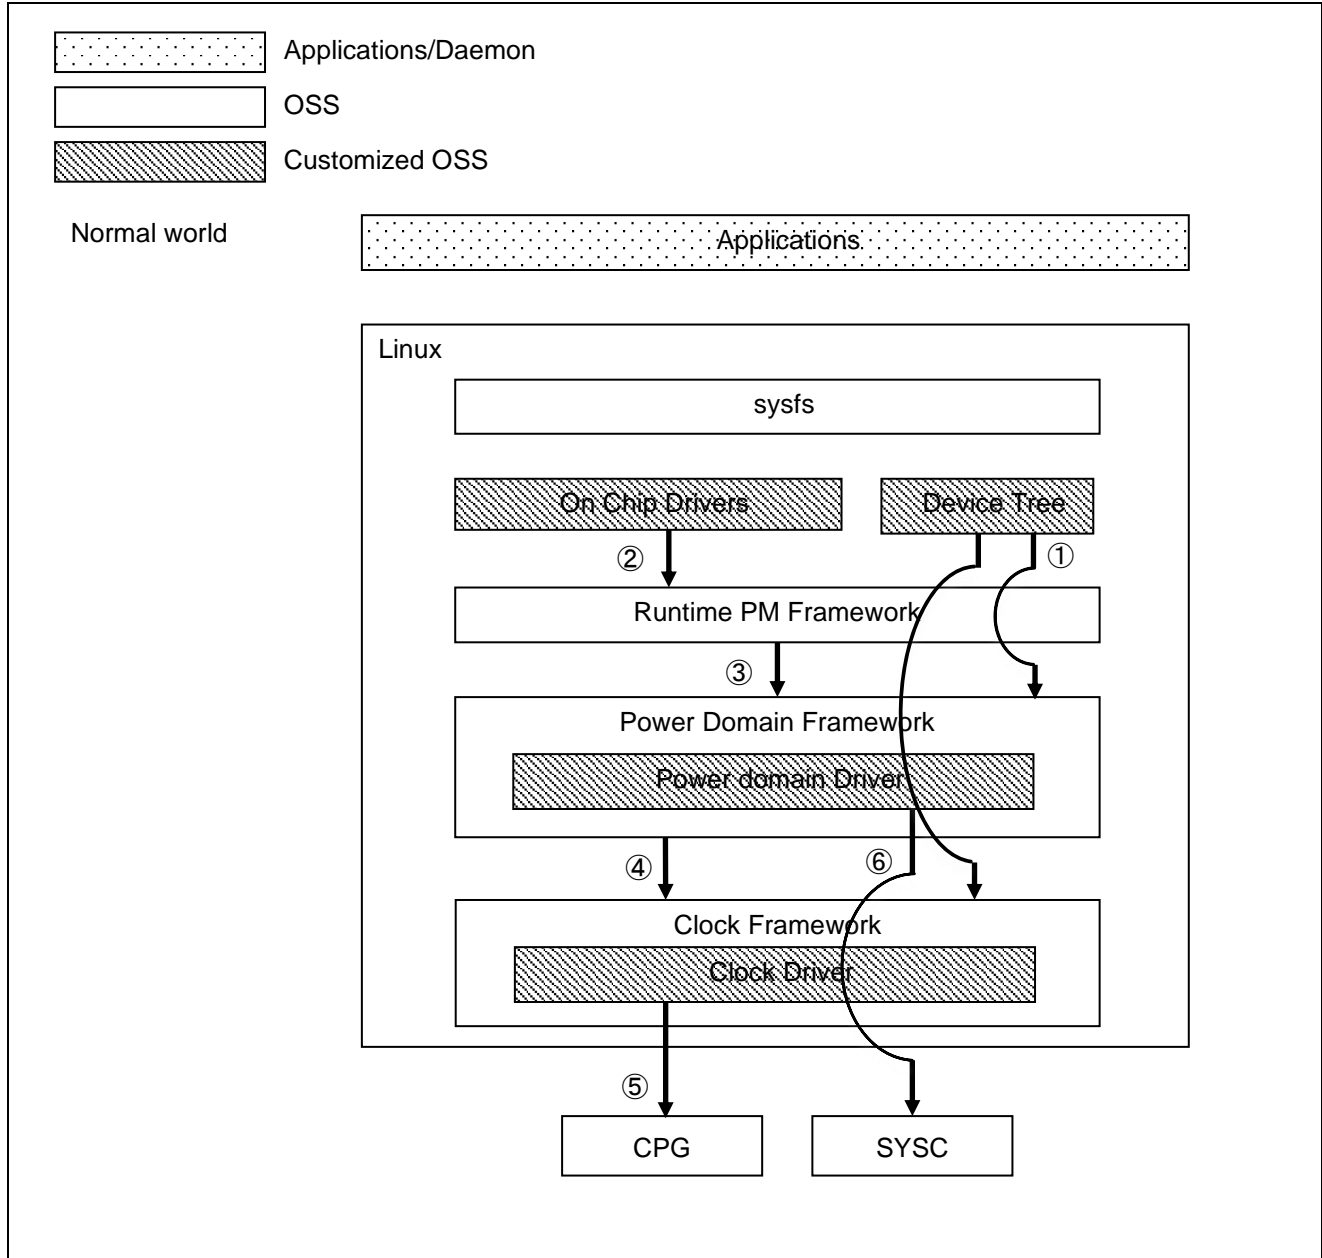 Applications/Daemon
OSS
Customized OSS
Normal world
Applications
Linux
sysfs
On Chip Drivers
Device Tree
②
①
Runtime PM Framework
③
Power Domain Framework
Power domain Driver
④
⑥
Clock Framework
Clock Driver
⑤
CPG
SYSC